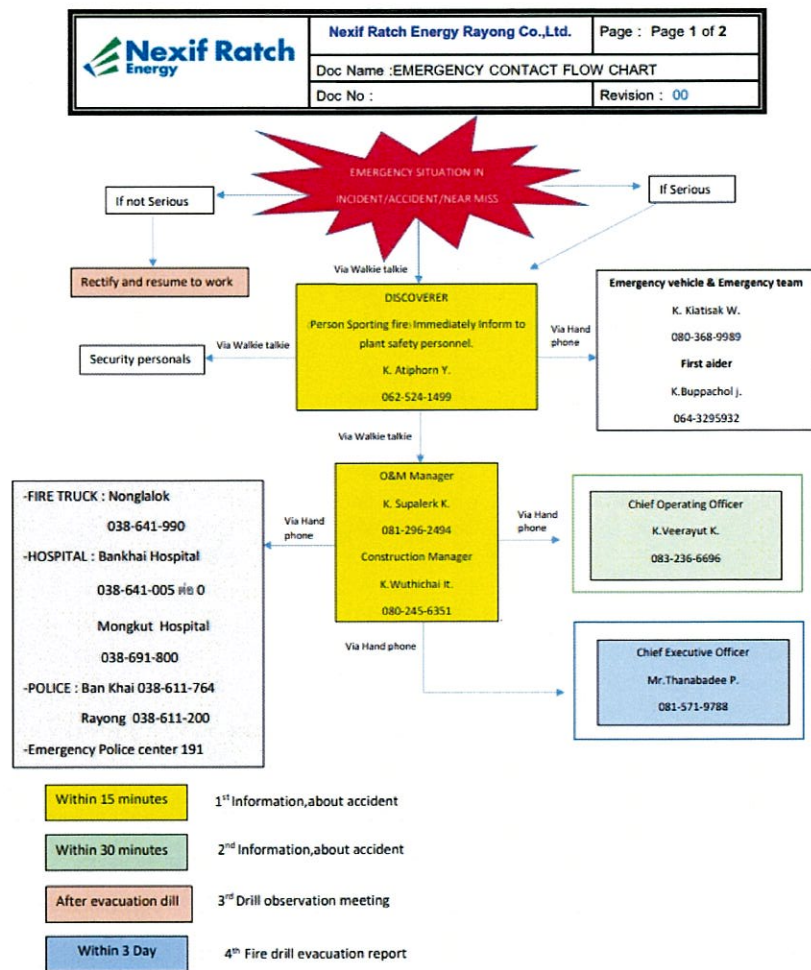 Nexif Ratch
Energy
Nexif Ratch Energy Rayong Co.,Ltd.
Page : Page 1 of 2
Doc Name :EMERGENCY CONTACT FLOW CHART
Doc No :
Revision : 00
EMERGENCY SITUATION IN
INCIDENT/ACCIDENT/NEAR MISS
If not Serious
If Serious
Rectify and resume to work
Via Walkie talkie
DISCOVERER
(Person Sporting fire) Immediately Inform to
plant safety personnel.
K. Atiphorn Y.
062-524-1499
Via Walkie talkie
Security personals
Via Hand
phone
Emergency vehicle & Emergency team
K. Kiatisak W.
080-368-9989
First aider
K.Buppachol j.
064-3295932
Via Walkie talkie
O&M Manager
K. Supalerk K.
081-296-2494
Construction Manager
K.Wuthichai it.
080-245-6351
Via Hand
phone
-FIRE TRUCK : Nonglalok
038-641-990
-HOSPITAL : Bankhai Hospital
038-641-005 ต่อ 0
Mongkut Hospital
038-691-800
-POLICE : Ban Khai 038-611-764
Rayong 038-611-200
-Emergency Police center 191
Via Hand
phone
Chief Operating Officer
K.Veerayut K.
083-236-6696
Via Hand phone
Chief Executive Officer
Mr.Thanabadee P.
081-571-9788
Within 15 minutes
1st Information,about accident
Within 30 minutes
2nd Information,about accident
After evacuation dill
3rd Drill observation meeting
Within 3 Day
4th Fire drill evacuation report